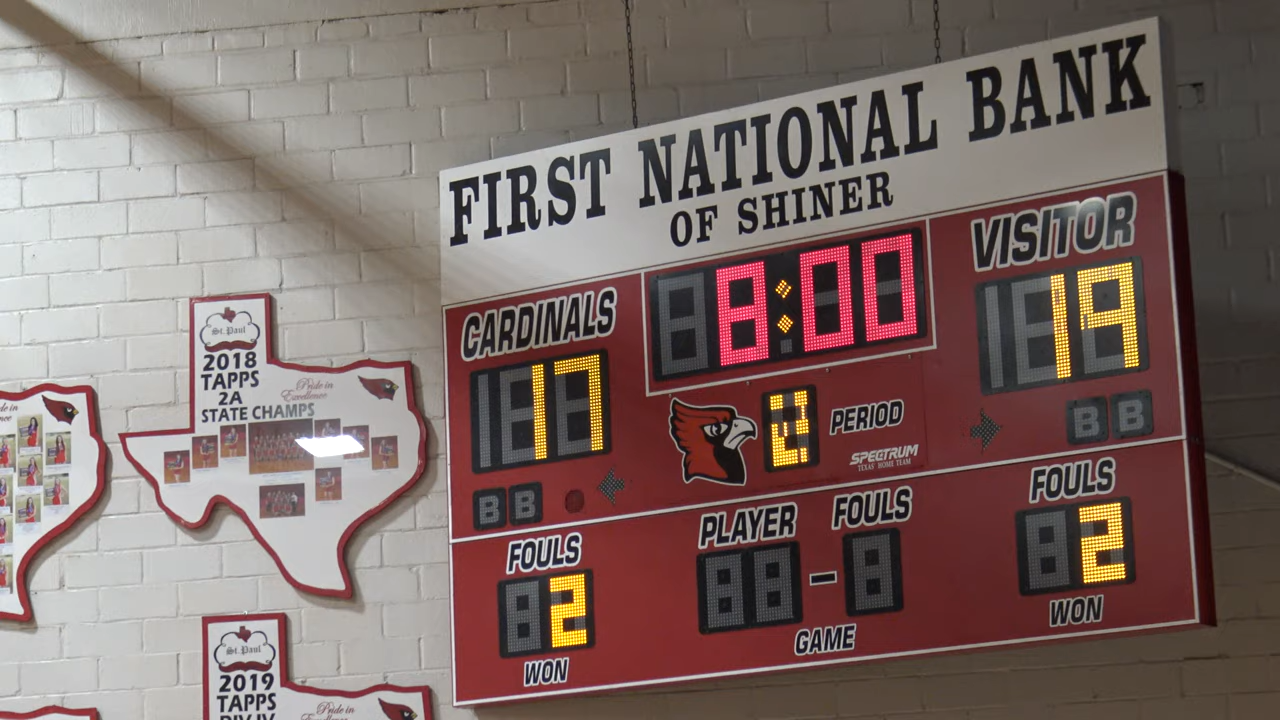 FIRST NATIONAL BANK
OF SHINER
CARDINALS
8:00
VISITOR
17
19
2
PERIOD
SPECTRUM
TEXAS' HOME TEAM
B B
B B
FOULS
PLAYER - FOULS
FOULS
2
2
WON
GAME
WON
St. Paul
2018
TAPPS
2A
STATE CHAMPS
Pride in
Excellence
St. Paul
2019
TAPPS
DIV IV
Pride in
Excellence